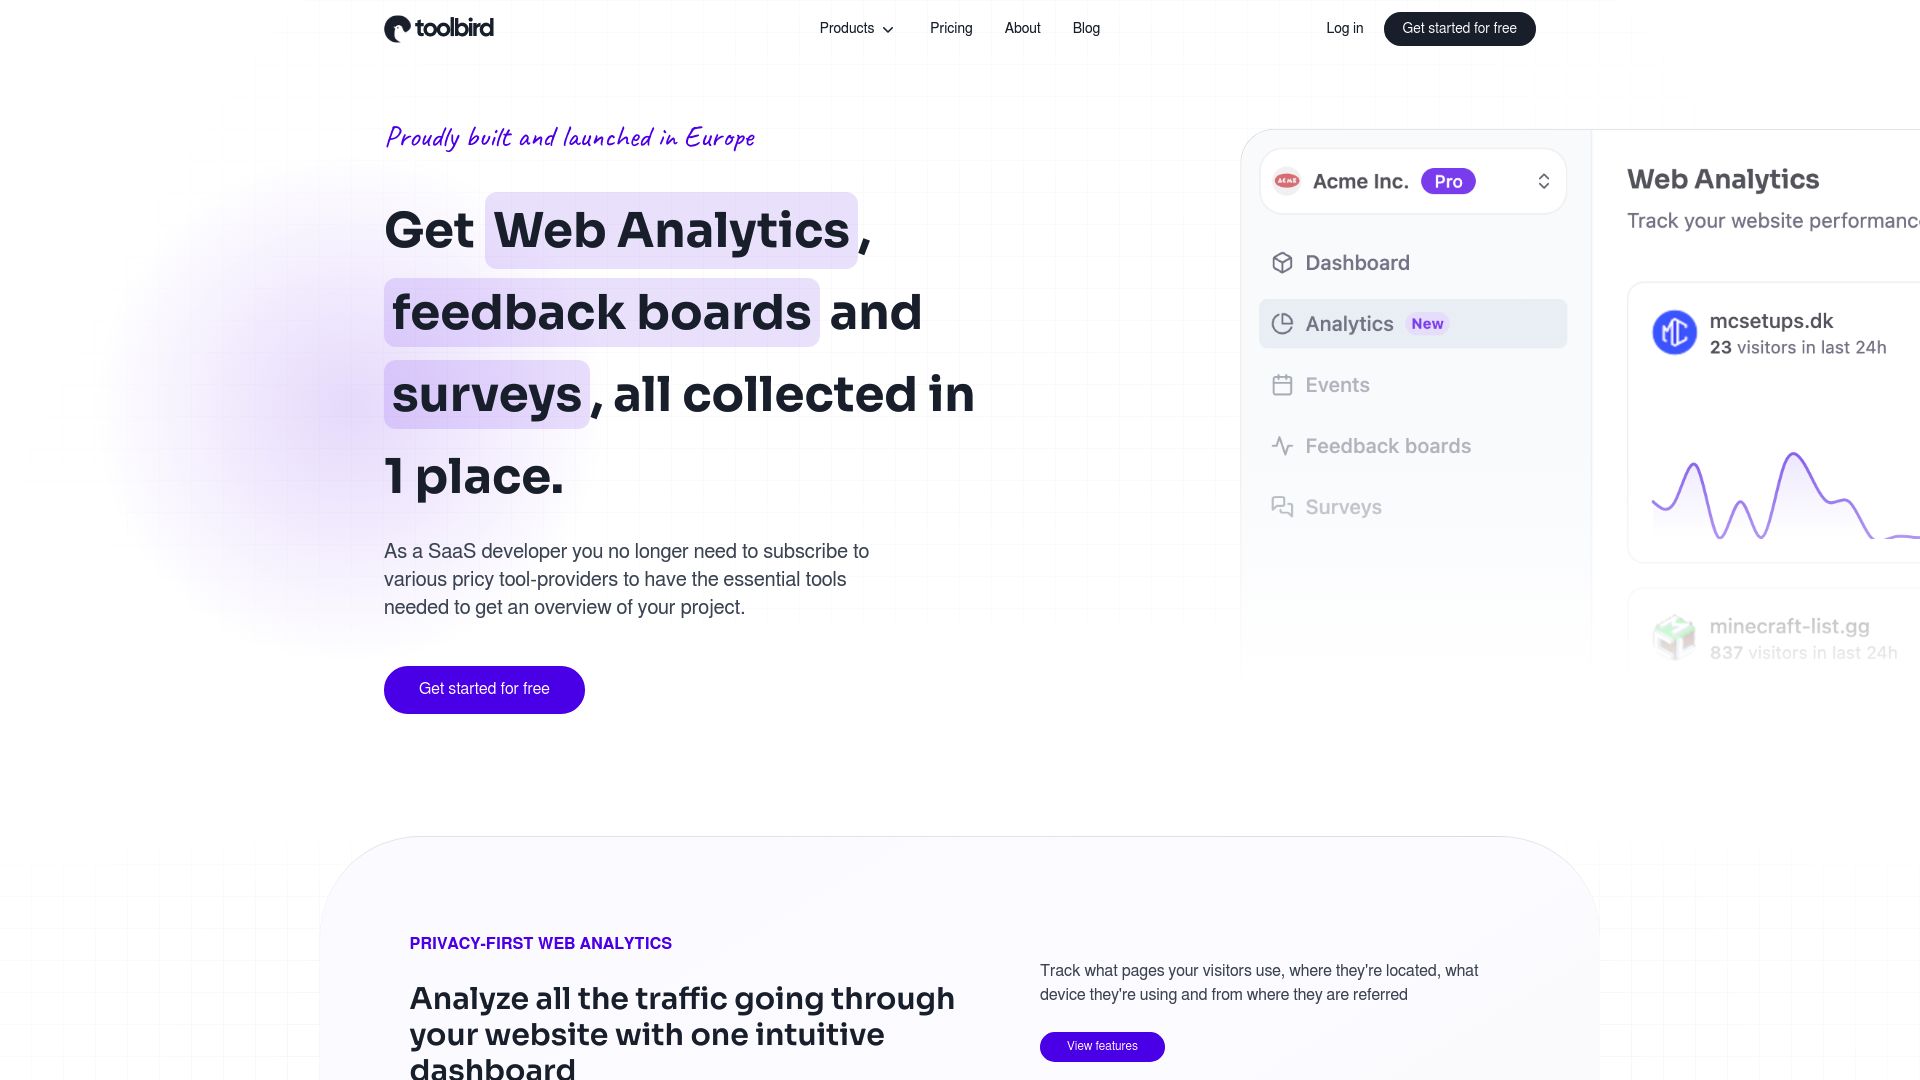 toolbird
Products
Pricing
About
Blog
Log in
Get started for free
Proudly built and launched in Europe
Get Web Analytics,
feedback boards and
surveys, all collected in
1 place.
As a SaaS developer you no longer need to subscribe to
various pricy tool-providers to have the essential tools
needed to get an overview of your project.
Get started for free
ACME
Acme Inc. Pro
Dashboard
Analytics New
Events
Feedback boards
Surveys
Web Analytics
Track your website performanc
MC
mcsetups.dk
23 visitors in last 24h
minecraft-list.gg
837 visitors in last 24h
PRIVACY-FIRST WEB ANALYTICS
Analyze all the traffic going through
your website with one intuitive
dashboard
Track what pages your visitors use, where they're located, what
device they're using and from where they are referred
View features